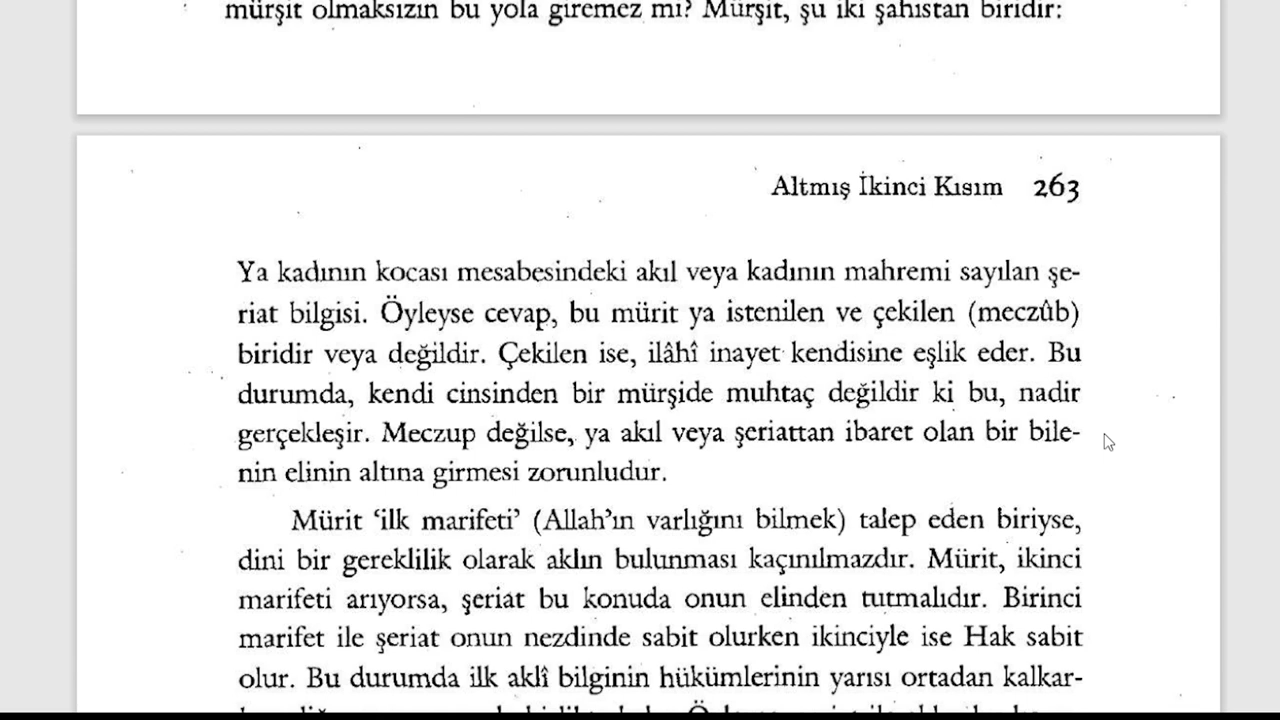 mürşit olmaksızın bu yola giremez mi? Mürşit, şu iki şahıstan biridir:
Altmış İkinci Kısım 263
Ya kadının kocası mesabesindeki akıl veya kadının mahremi sayılan şe-
riat bilgisi. Öyleyse cevap, bu mürit ya istenilen ve çekilen (meczûb)
biridir veya değildir. Çekilen ise, ilâhî inayet kendisine eşlik eder. Bu
durumda, kendi cinsinden bir mürşide muhtaç değildir ki bu, nadir
gerçekleşir. Meczup değilse, ya akıl veya şeriattan ibaret olan bir bile-
nin elinin altına girmesi zorunludur.
Mürit ‘ilk marifeti’ (Allah’ın varlığını bilmek) talep eden biriyse,
dini bir gereklilik olarak aklın bulunması kaçınılmazdır. Mürit, ikinci
marifeti arıyorsa, şeriat bu konuda onun elinden tutmalıdır. Birinci
marifet ile şeriat onun nezdinde sabit olurken ikinciyle ise Hak sabit
olur. Bu durumda ilk aklî bilginin hükümlerinin yarısı ortadan kalkar-